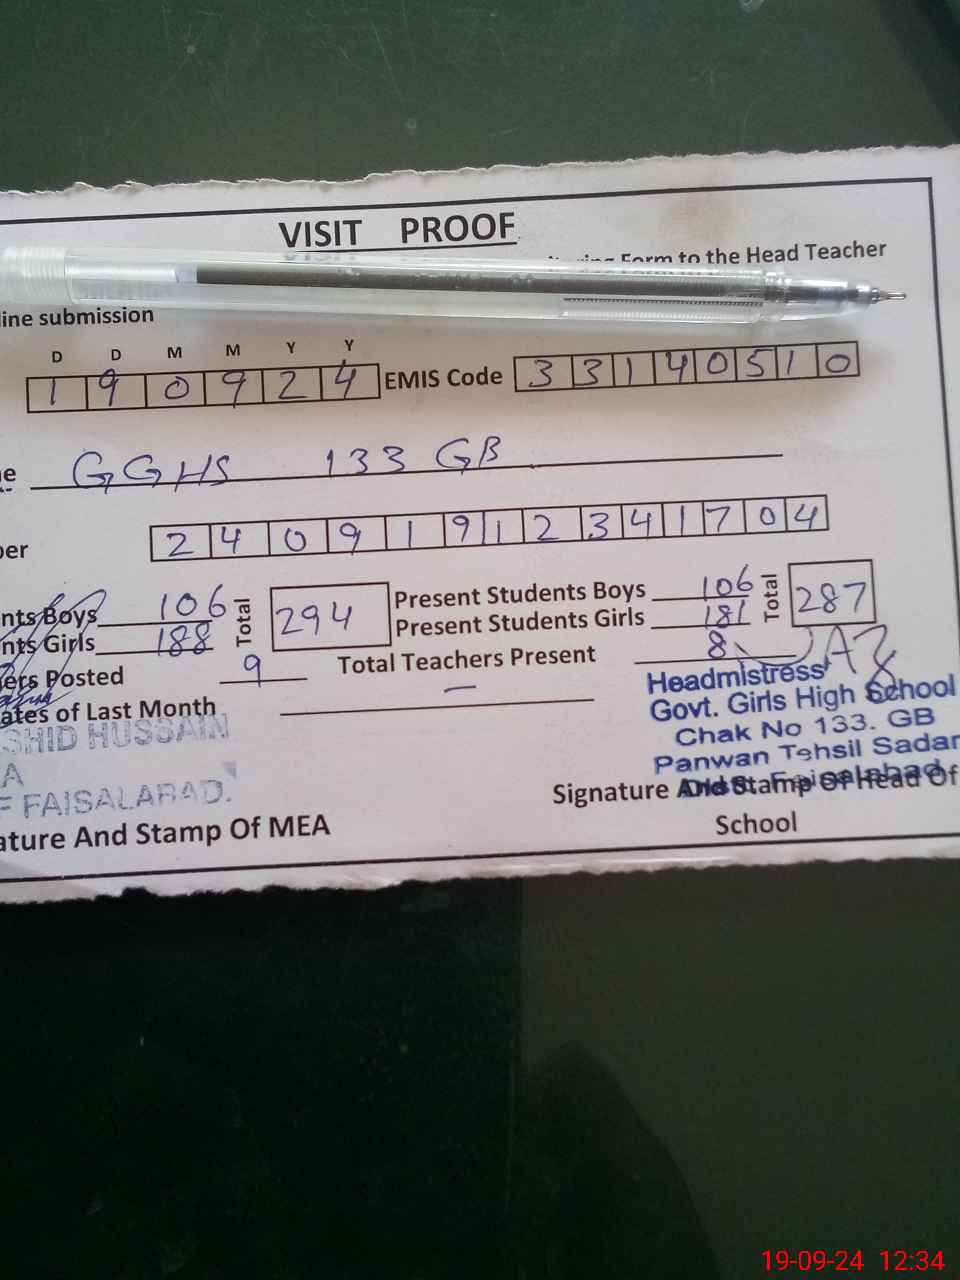 VISIT PROOF
Form to the Head Teacher
line submission
D D M M Y Y
1 9 0 9 2 4 EMIS Code 3 3 1 4 0 5 1 0
GGHS 133 GB
2 4 0 9 1 9 1 2 3 4 1 7 0 4
nts Boys 106 Total 294 Present Students Boys 106 Total 287
nts Girls 188 Present Students Girls 181
ers Posted 9 Total Teachers Present 8
ates of Last Month –
Headmistress
Govt. Girls High School
Chak No 133. GB
Panwan Tehsil Sadar
Distt. Faisalabad
SHID HUSSAIN
A
F FAISALABAD.
ature And Stamp Of MEA
Signature And Stamp Of Head Of
School
19-09-24 12:34